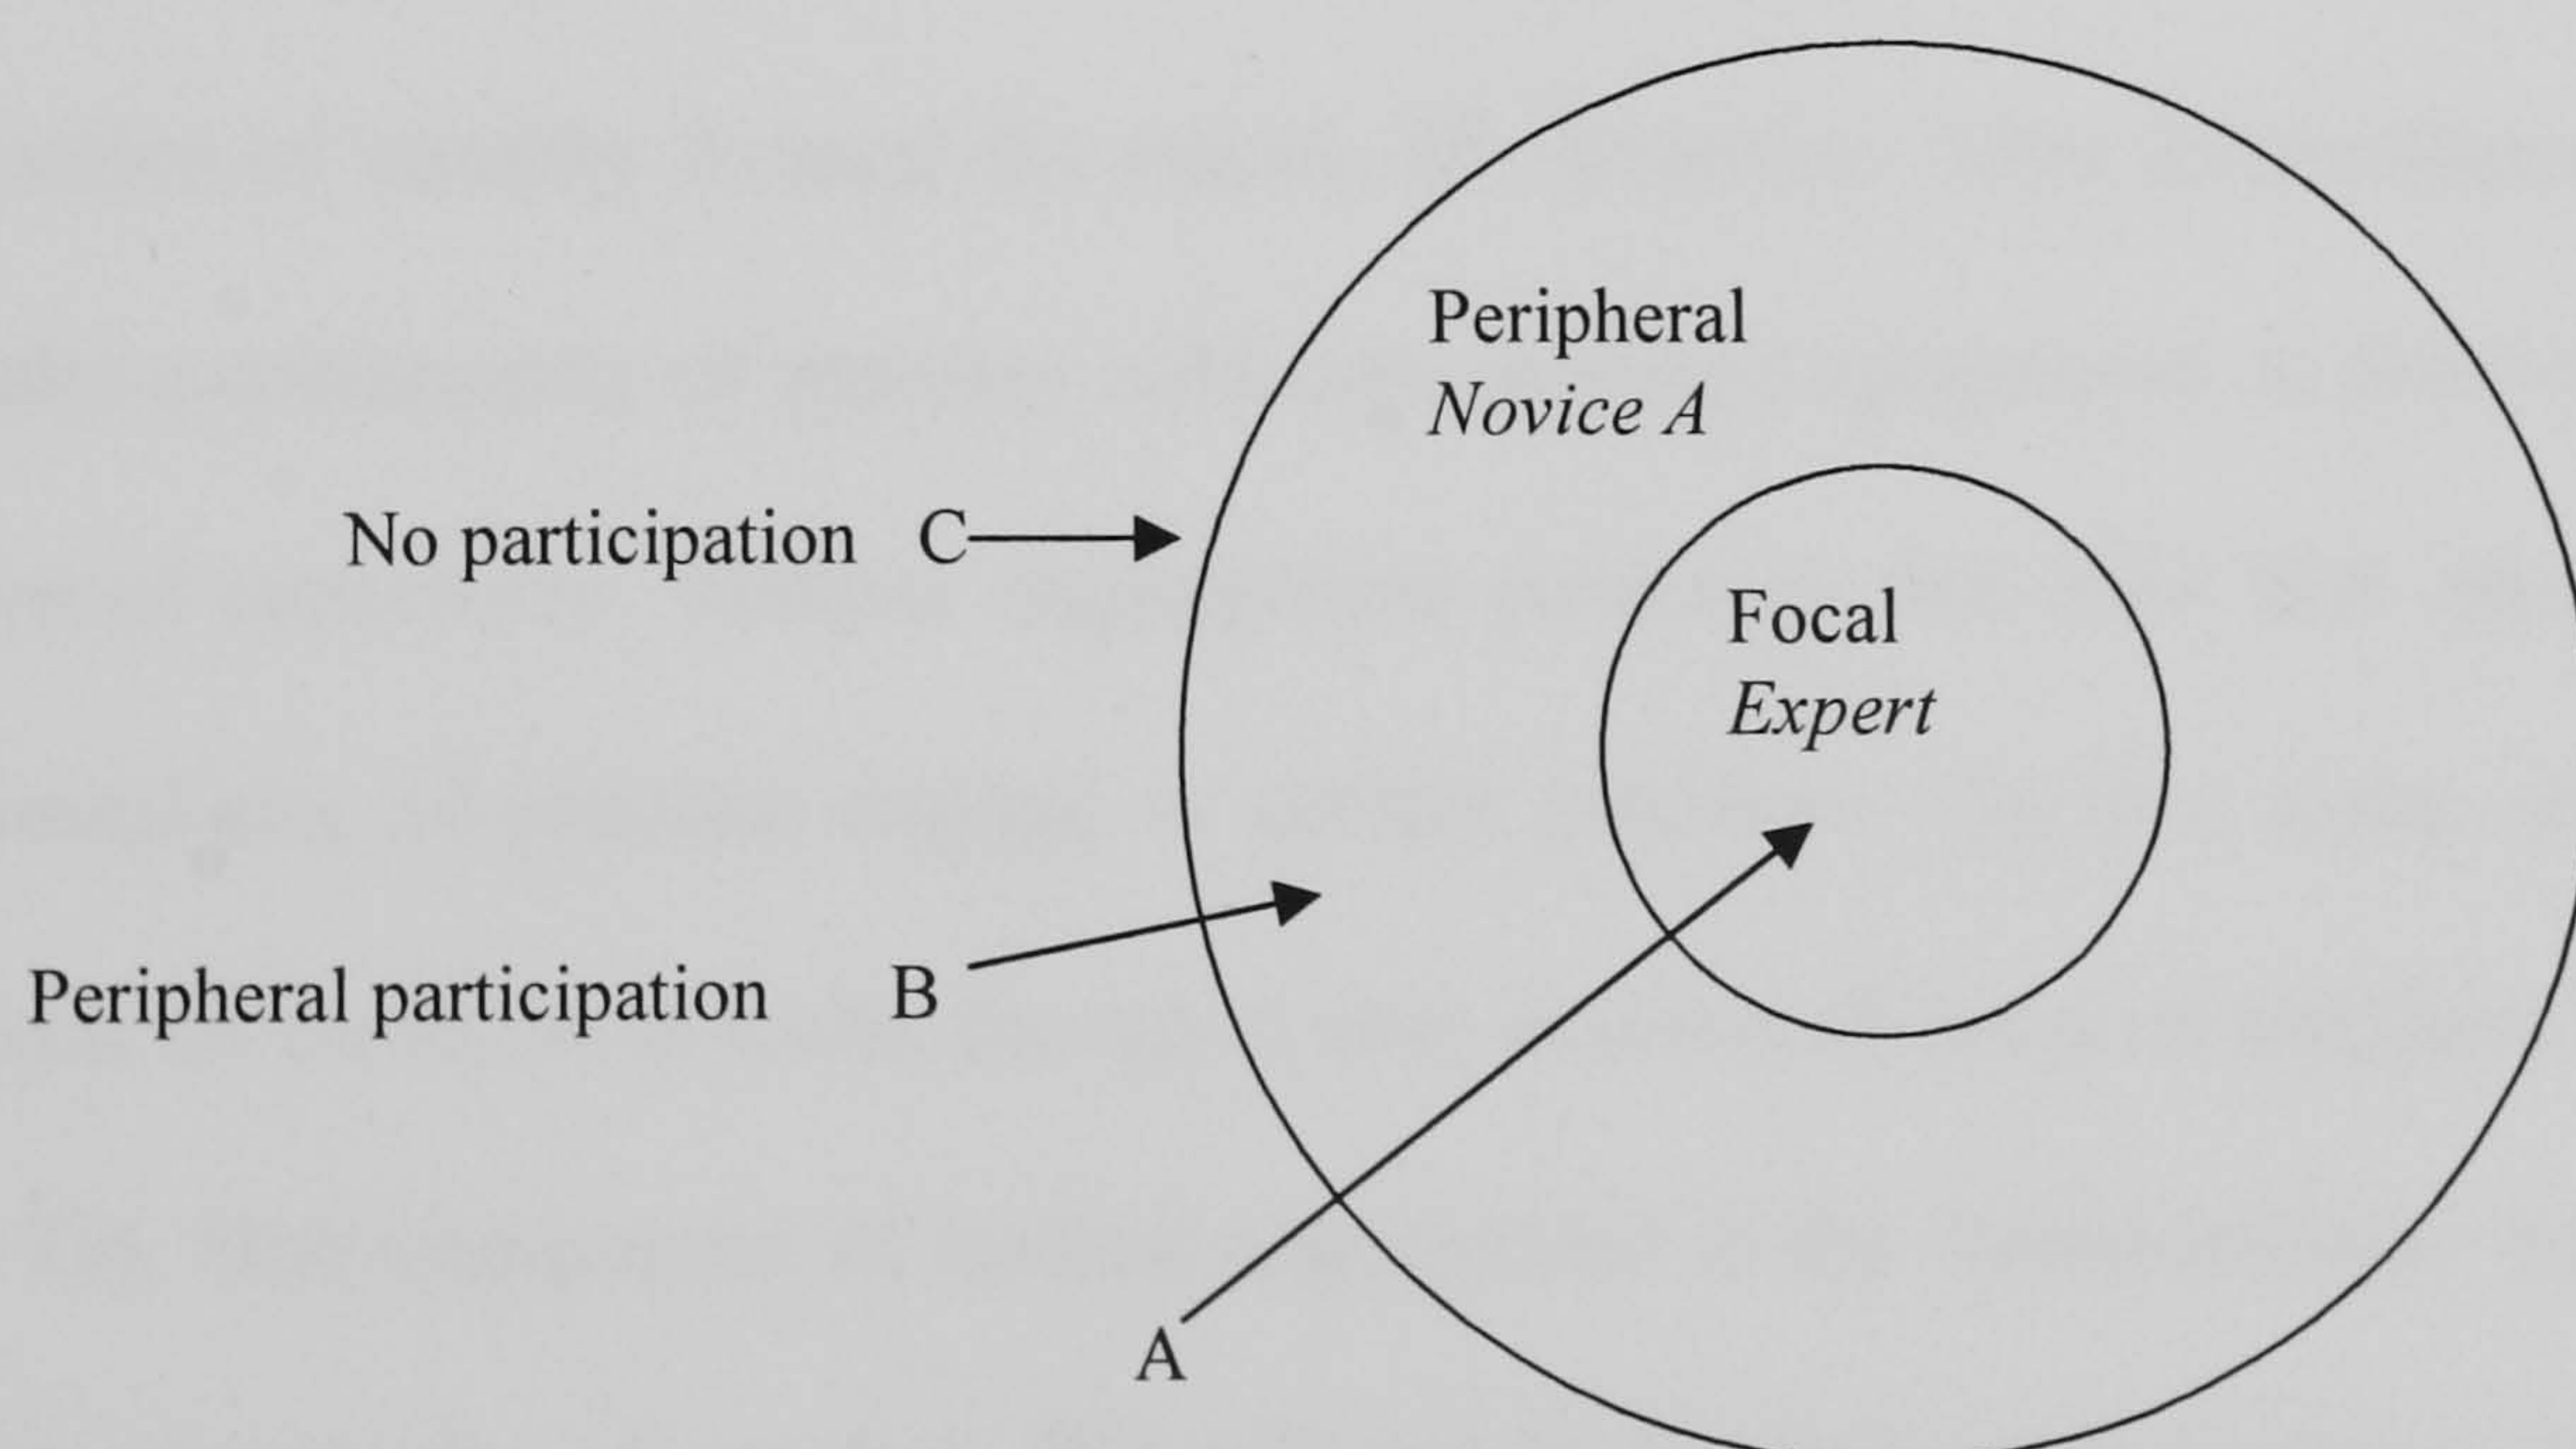 Peripheral
Novice A
No participation C
Focal
Expert
Peripheral participation B
A